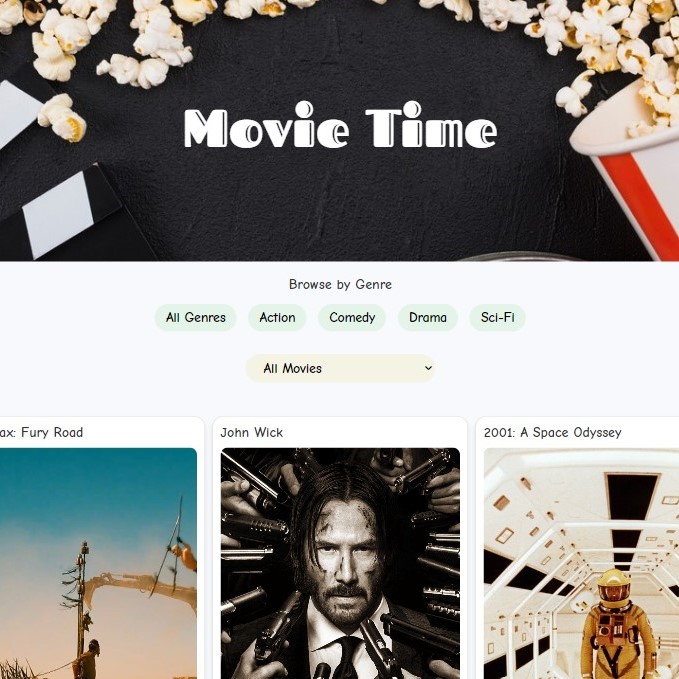 Movie Time
Browse by Genre
All Genres Action Comedy Drama Sci-Fi
All Movies
ax: Fury Road John Wick 2001: A Space Odyssey